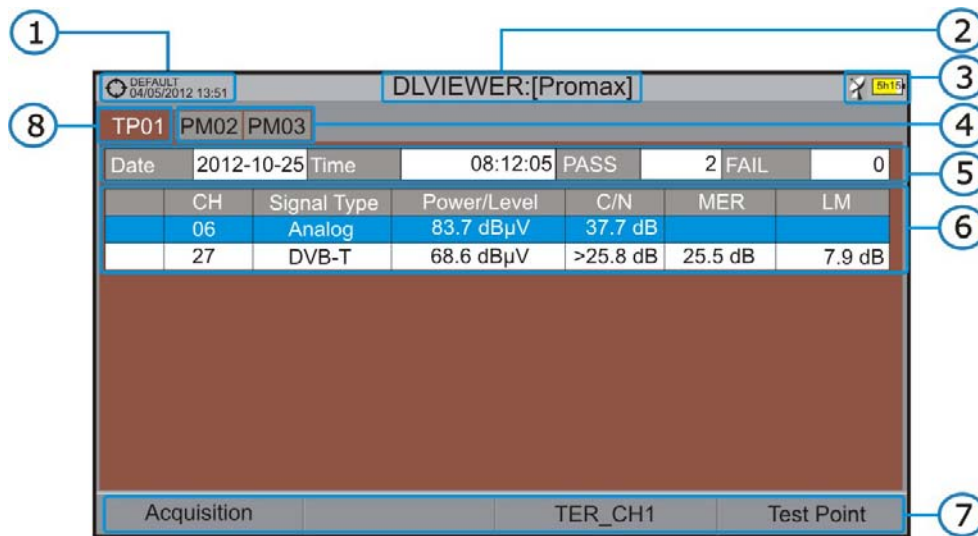 1
2
3
DEFAULT
04/05/2012 13:51
DLVIEWER:[Promax]
5h15
8
TP01 PM02 PM03
4
Date 2012-10-25 Time 08:12:05 PASS 2 FAIL 0
5
CH Signal Type Power/Level C/N MER LM
06 Analog 83.7 dBµV 37.7 dB
6
27 DVB-T 68.6 dBµV >25.8 dB 25.5 dB 7.9 dB
Acquisition TER_CH1 Test Point
7